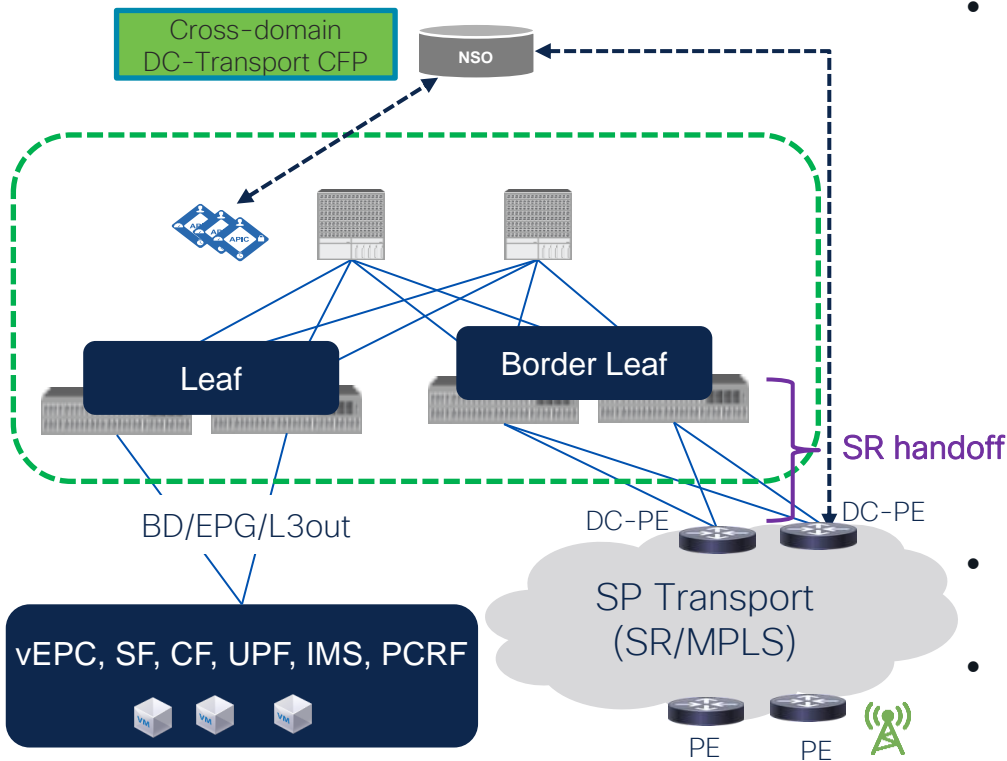 Cross-domain
DC-Transport CFP
NSO
APIC
Leaf
Border Leaf
SR handoff
BD/EPG/L3out
DC-PE
DC-PE
SP Transport
(SR/MPLS)
vEPC, SF, CF, UPF, IMS, PCRF
VM
VM
VM
PE
PE